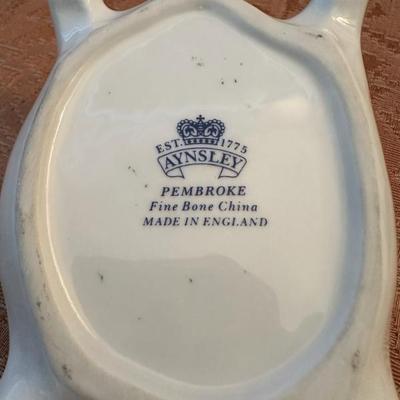 EST. 1775
AYNSLEY
PEMBROKE
Fine Bone China
MADE IN ENGLAND